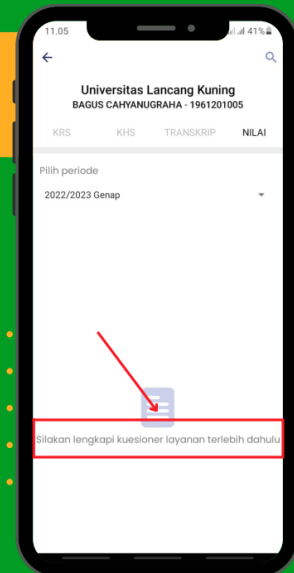 11.05
41%
Universitas Lancang Kuning
BAGUS CAHYANUGRAHA - 1961201005
KRS KHS TRANSKRIP NILAI
Pilih periode
2022/2023 Genap
Silakan lengkapi kuesioner layanan terlebih dahulu